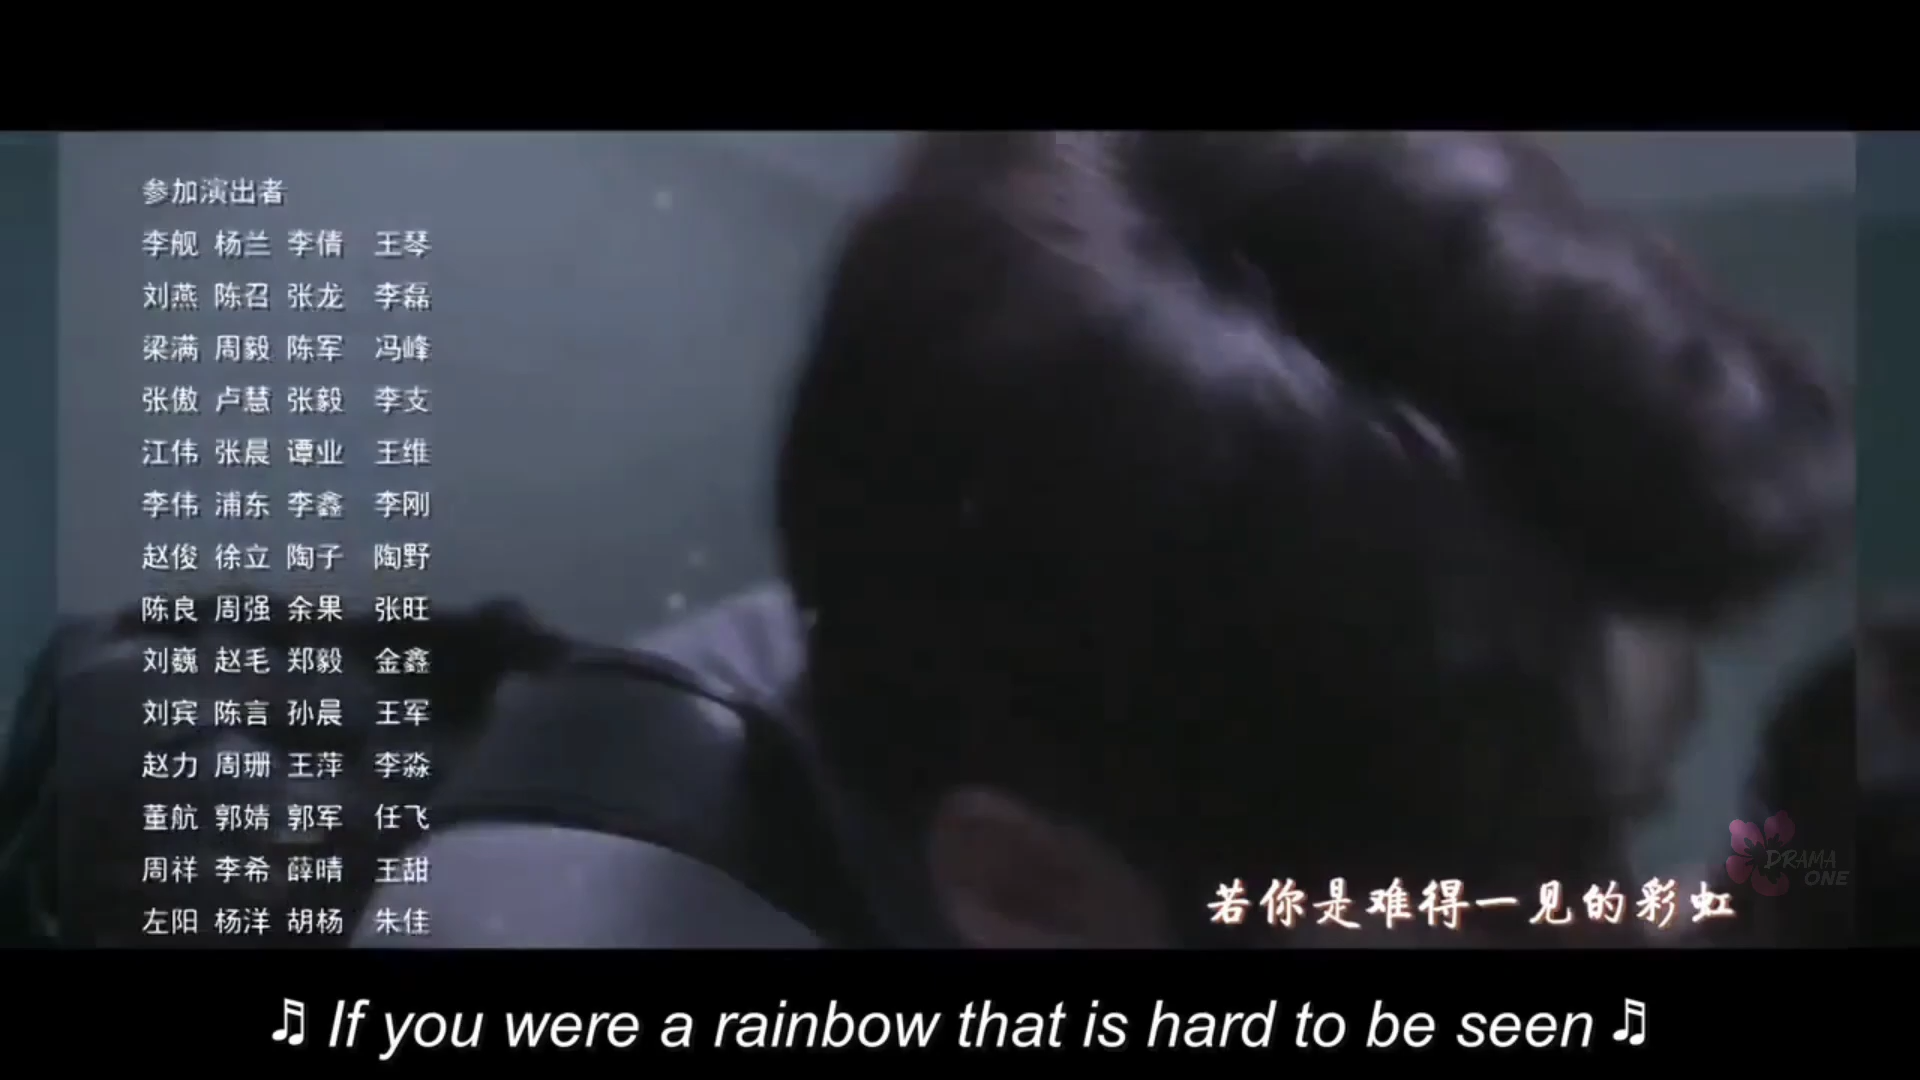 参加演出者
李舰 杨兰 李倩 王琴
刘燕 陈召 张龙 李磊
梁满 周毅 陈军 冯峰
张傲 卢慧 张毅 李支
江伟 张晨 谭业 王维
李伟 浦东 李鑫 李刚
赵俊 徐立 陶子 陶野
陈良 周强 余果 张旺
刘巍 赵毛 郑毅 金鑫
刘宾 陈言 孙晨 王军
赵力 周珊 王萍 李淼
董航 郭婧 郭军 任飞
周祥 李希 薛晴 王甜
左阳 杨洋 胡杨 朱佳
DRAMA
ONE
若你是难得一见的彩虹
♫ If you were a rainbow that is hard to be seen ♫